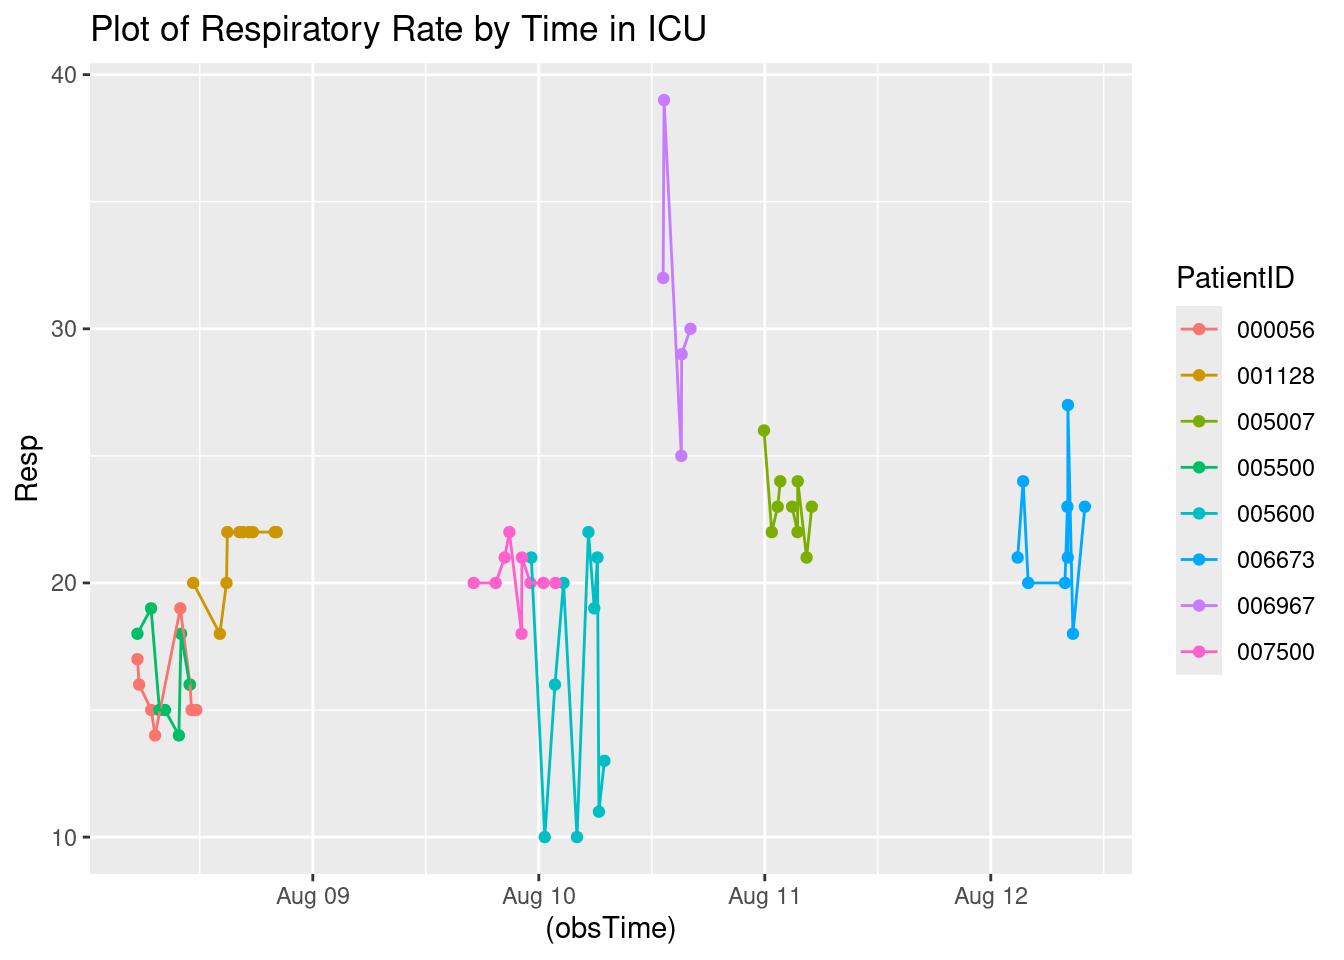 Plot of Respiratory Rate by Time in ICU
40
30
20
10
Resp
Aug 09
Aug 10
Aug 11
Aug 12
(obsTime)
PatientID
000056
001128
005007
005500
005600
006673
006967
007500